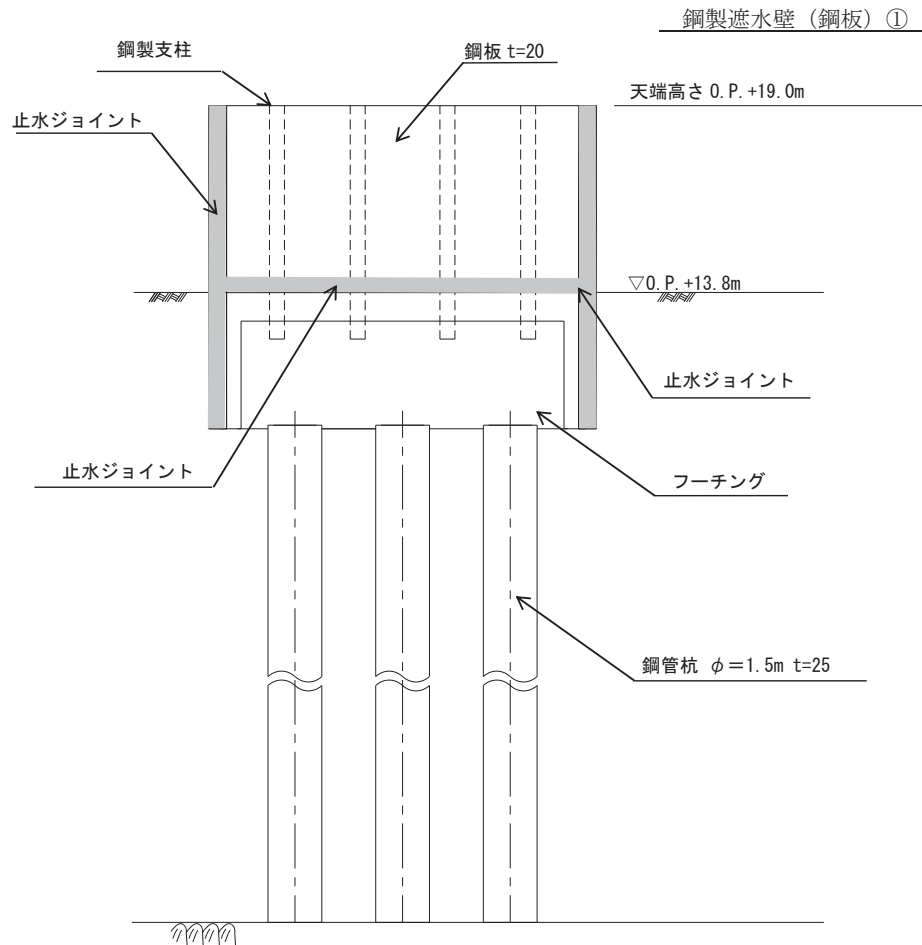 鋼製遮水壁（鋼板）①
鋼製支柱
鋼板 t=20
天端高さ O.P.+19.0m
止水ジョイント
▽O.P.+13.8m
止水ジョイント
止水ジョイント
フーチング
鋼管杭 φ＝1.5m t=25